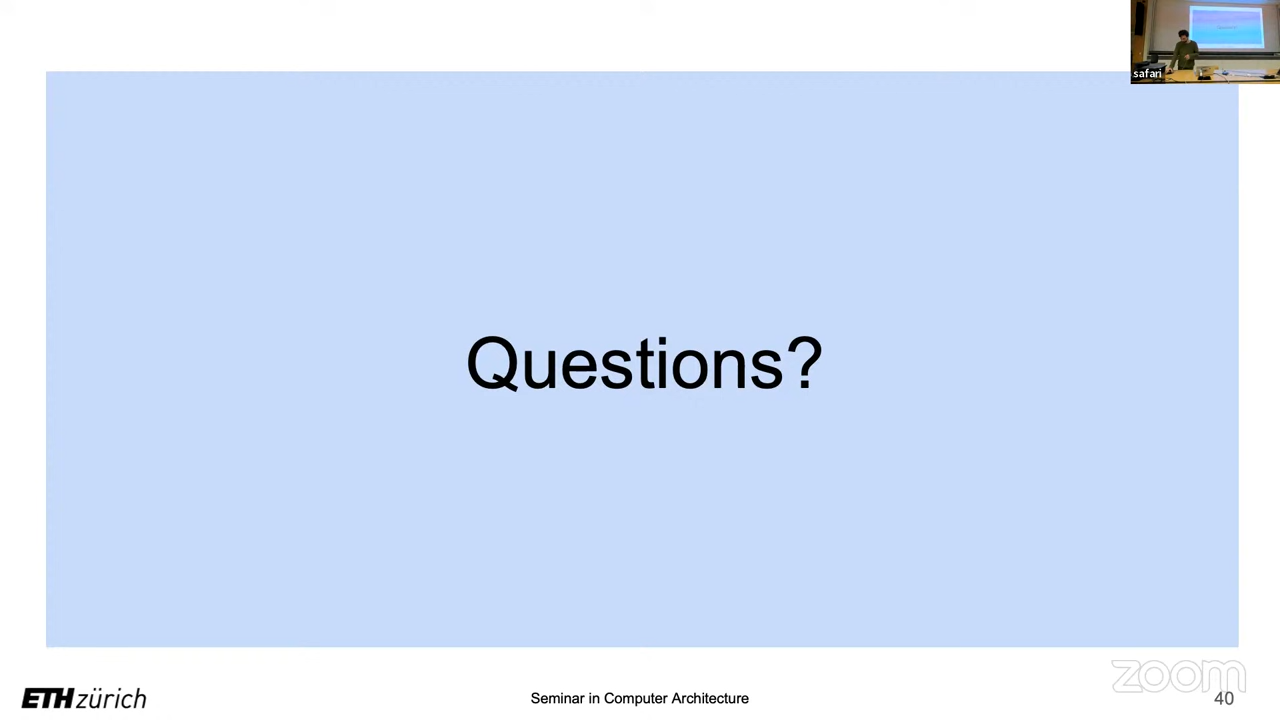 safari
Questions?
ETH zürich
Seminar in Computer Architecture
zoom
40